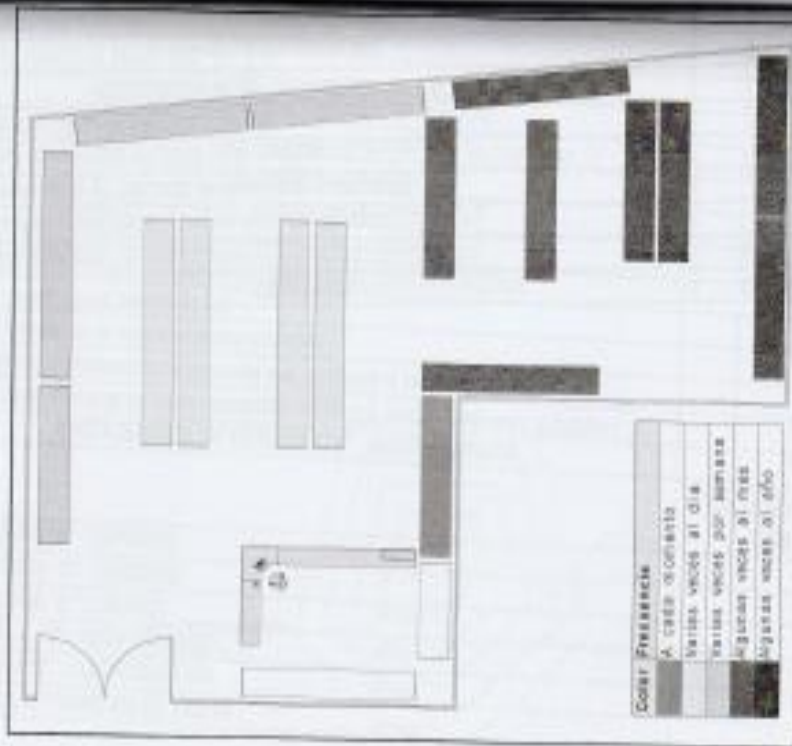 Color Frecuencia
A cada momento
Varias veces al día
Varias veces por semana
Algunas veces al mes
Algunas veces al año